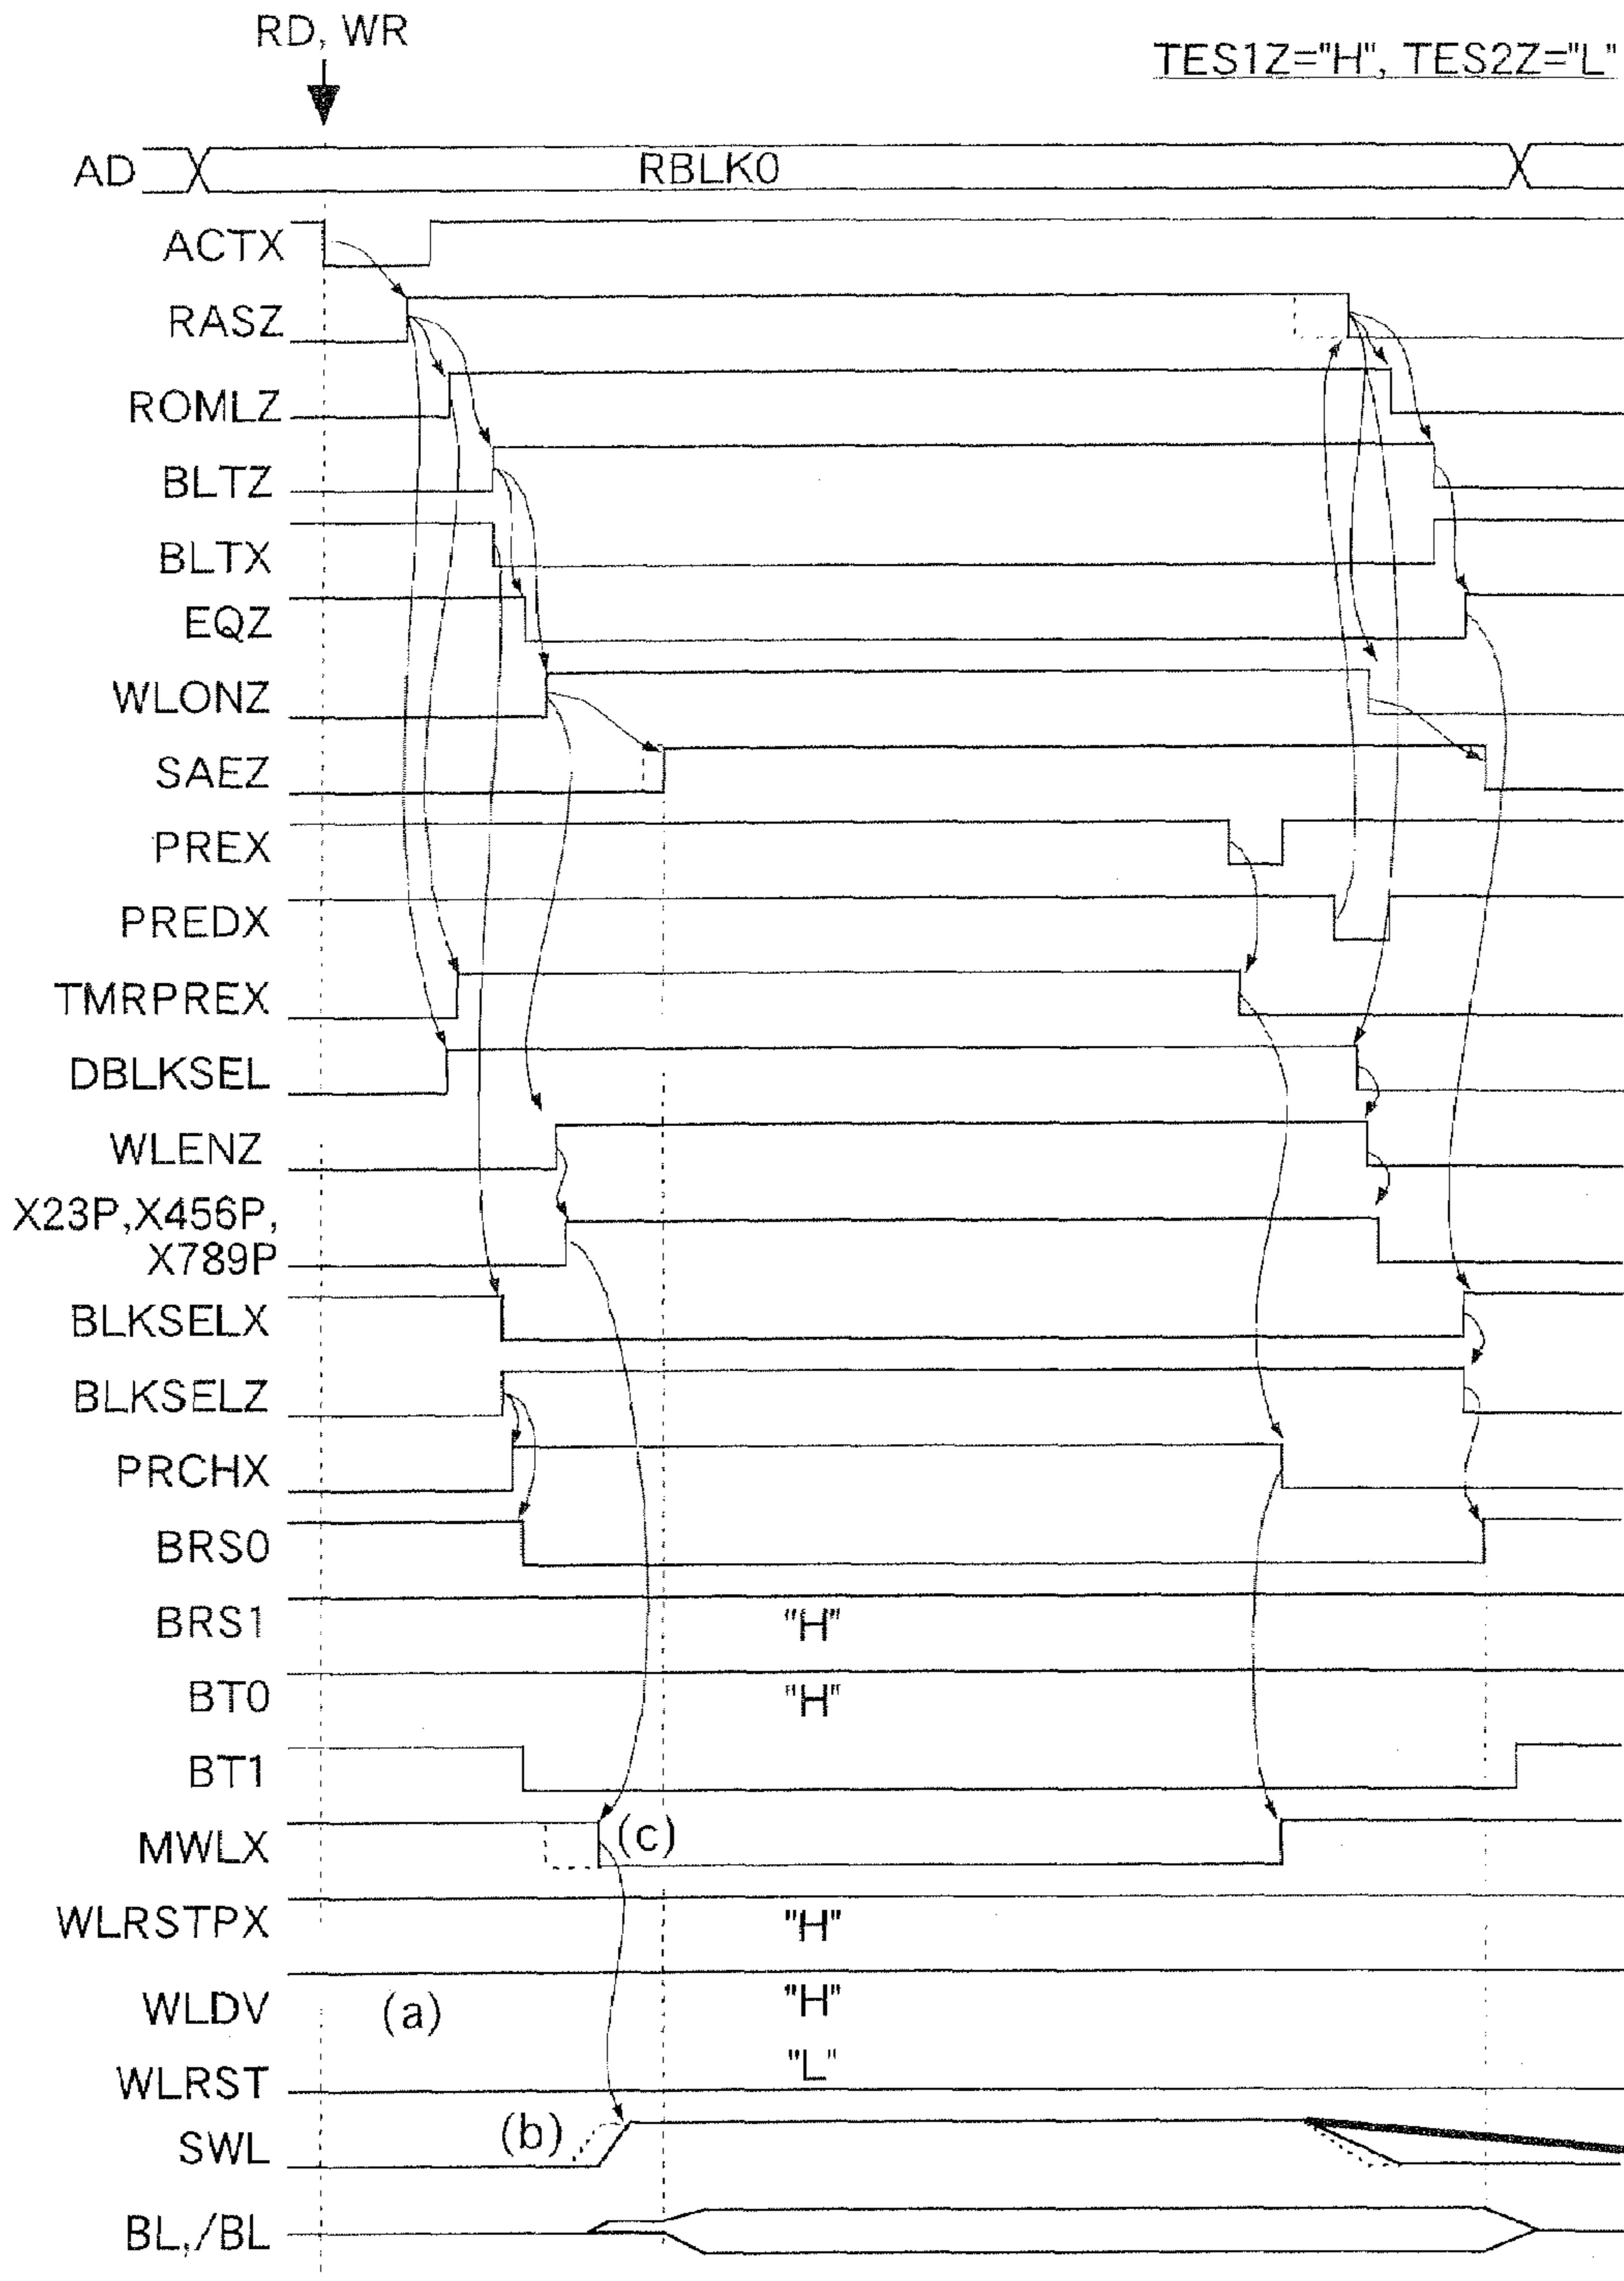 RD, WR
TES1Z="H", TES2Z="L"
AD
RBLK0
ACTX
RASZ
ROMLZ
BLTZ
BLTX
EQZ
WLONZ
SAEZ
PREX
PREDX
TMRPREX
DBLKSEL
WLENZ
X23P,X456P,
X789P
BLKSELX
BLKSELZ
PRCHX
BRS0
BRS1
"H"
BT0
"H"
BT1
MWLX
(c)
WLRSTPX
"H"
WLDV
(a)
"H"
WLRST
"L"
SWL
(b)
BL,/BL